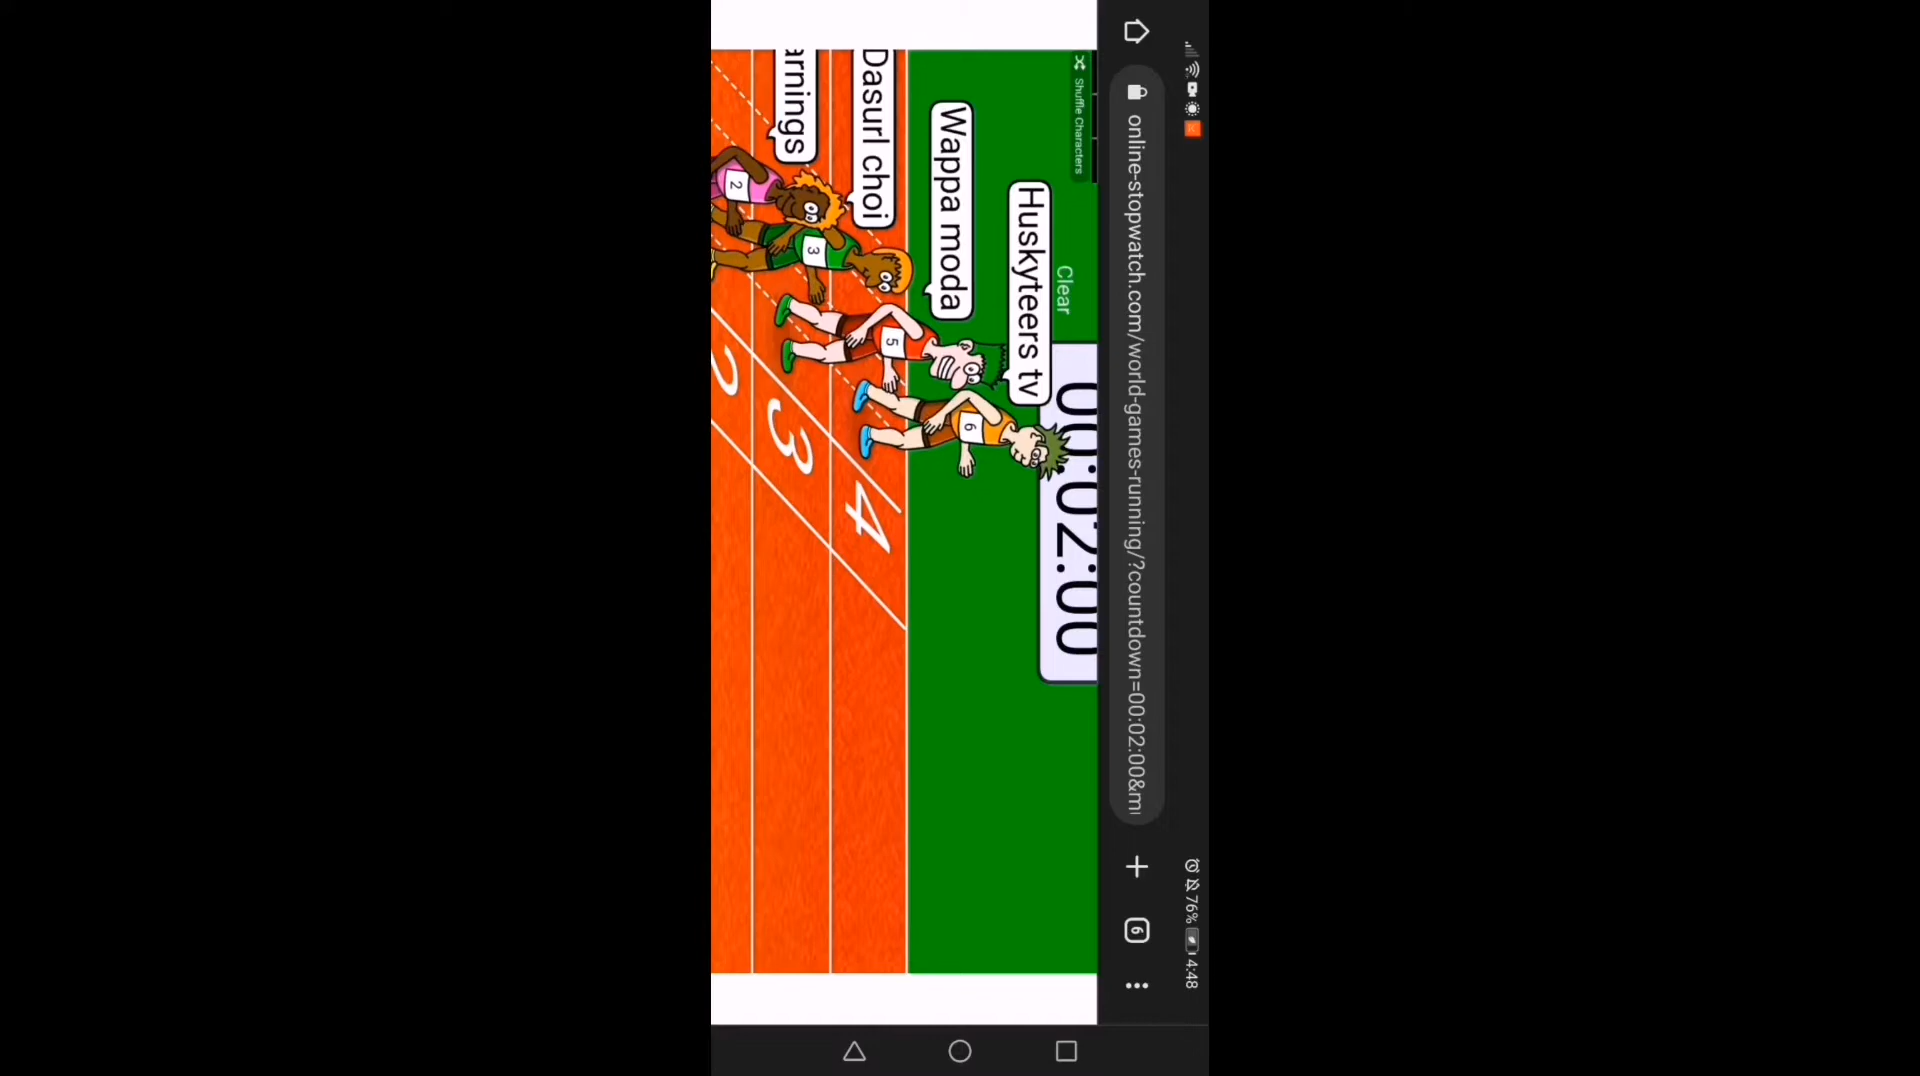 4:48
76%
online-stopwatch.com/world-games-running/?countdown=00:02:00&
6
Shuffle Characters
Clear
00:02:00
Huskyteers tv
Wappa moda
Dasurl choi
arnings
6
5
3
2
4
3
2